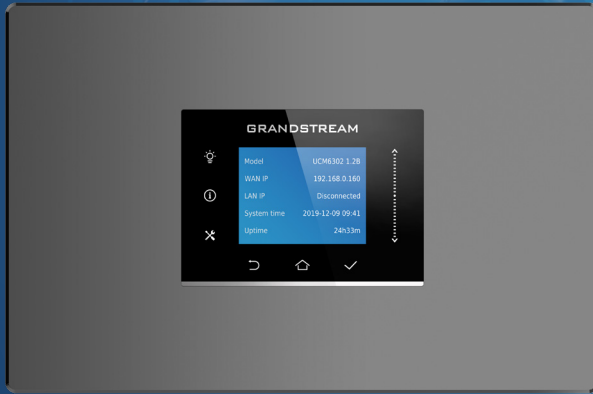 GRANDSTREAM
Model UCM6302 1.2B
WAN IP 192.168.0.160
LAN IP Disconnected
System time 2019-12-09 09:41
Uptime 24h33m